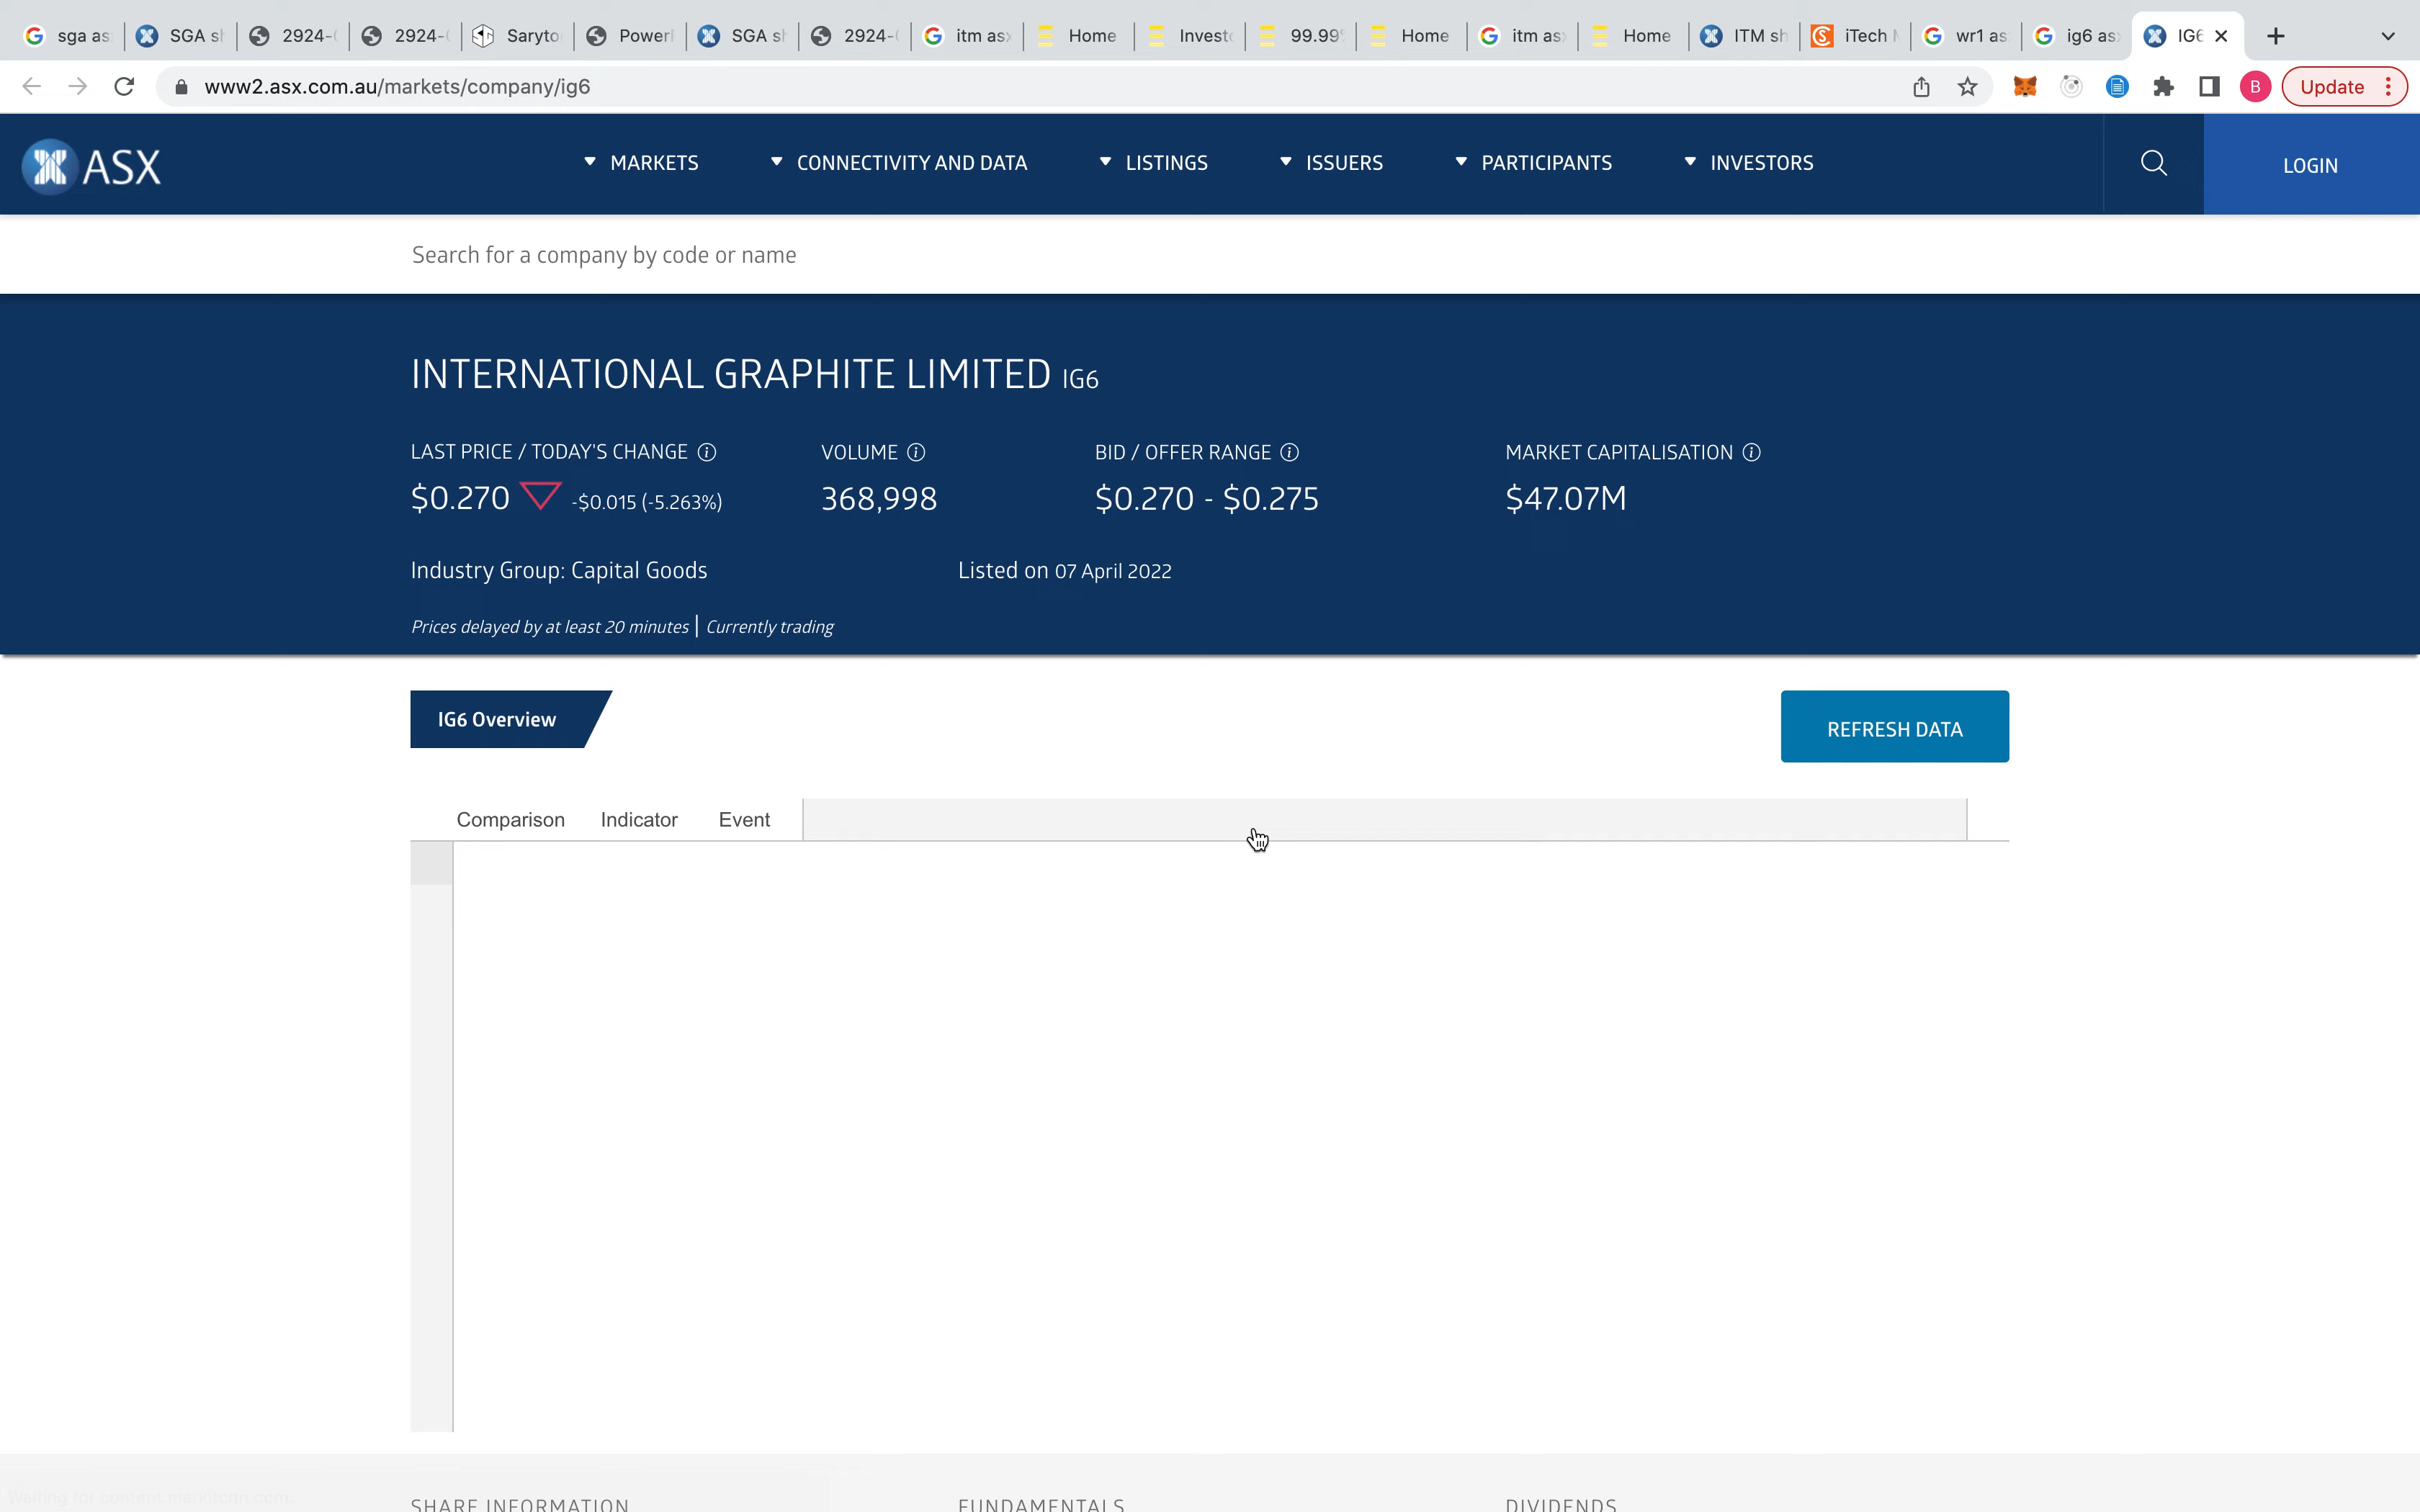 sga as
SGA sh
2924-
2924-
Saryto
Power
SGA sh
2924-
itm as
Home
Invest
99.99
Home
itm as
Home
ITM sh
iTech
wr1 as
ig6 as
IG6
www2.asx.com.au/markets/company/ig6
B
Update
ASX
MARKETS
CONNECTIVITY AND DATA
LISTINGS
ISSUERS
PARTICIPANTS
INVESTORS
LOGIN
Search for a company by code or name
INTERNATIONAL GRAPHITE LIMITED IG6
LAST PRICE / TODAY'S CHANGE
VOLUME
BID / OFFER RANGE
MARKET CAPITALISATION
$0.270 -$0.015 (-5.263%)
368,998
$0.270 - $0.275
$47.07M
Industry Group: Capital Goods
Listed on 07 April 2022
Prices delayed by at least 20 minutes | Currently trading
IG6 Overview
REFRESH DATA
Comparison
Indicator
Event
SHARE INFORMATION
FUNDAMENTALS
DIVIDENDS